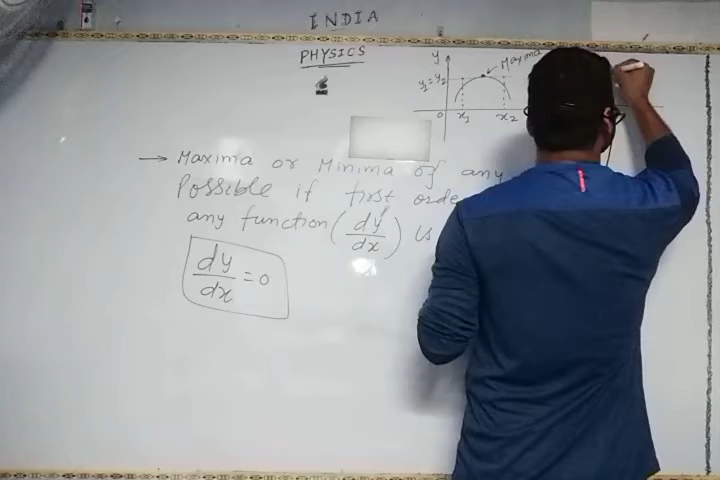 INDIA
PHYSICS
y
Maxima
y₁=y₂
0 x₁ x₂
→ Maxima or Minima of any
Possible if first orde
any function (dy/dx) is
dy/dx = 0